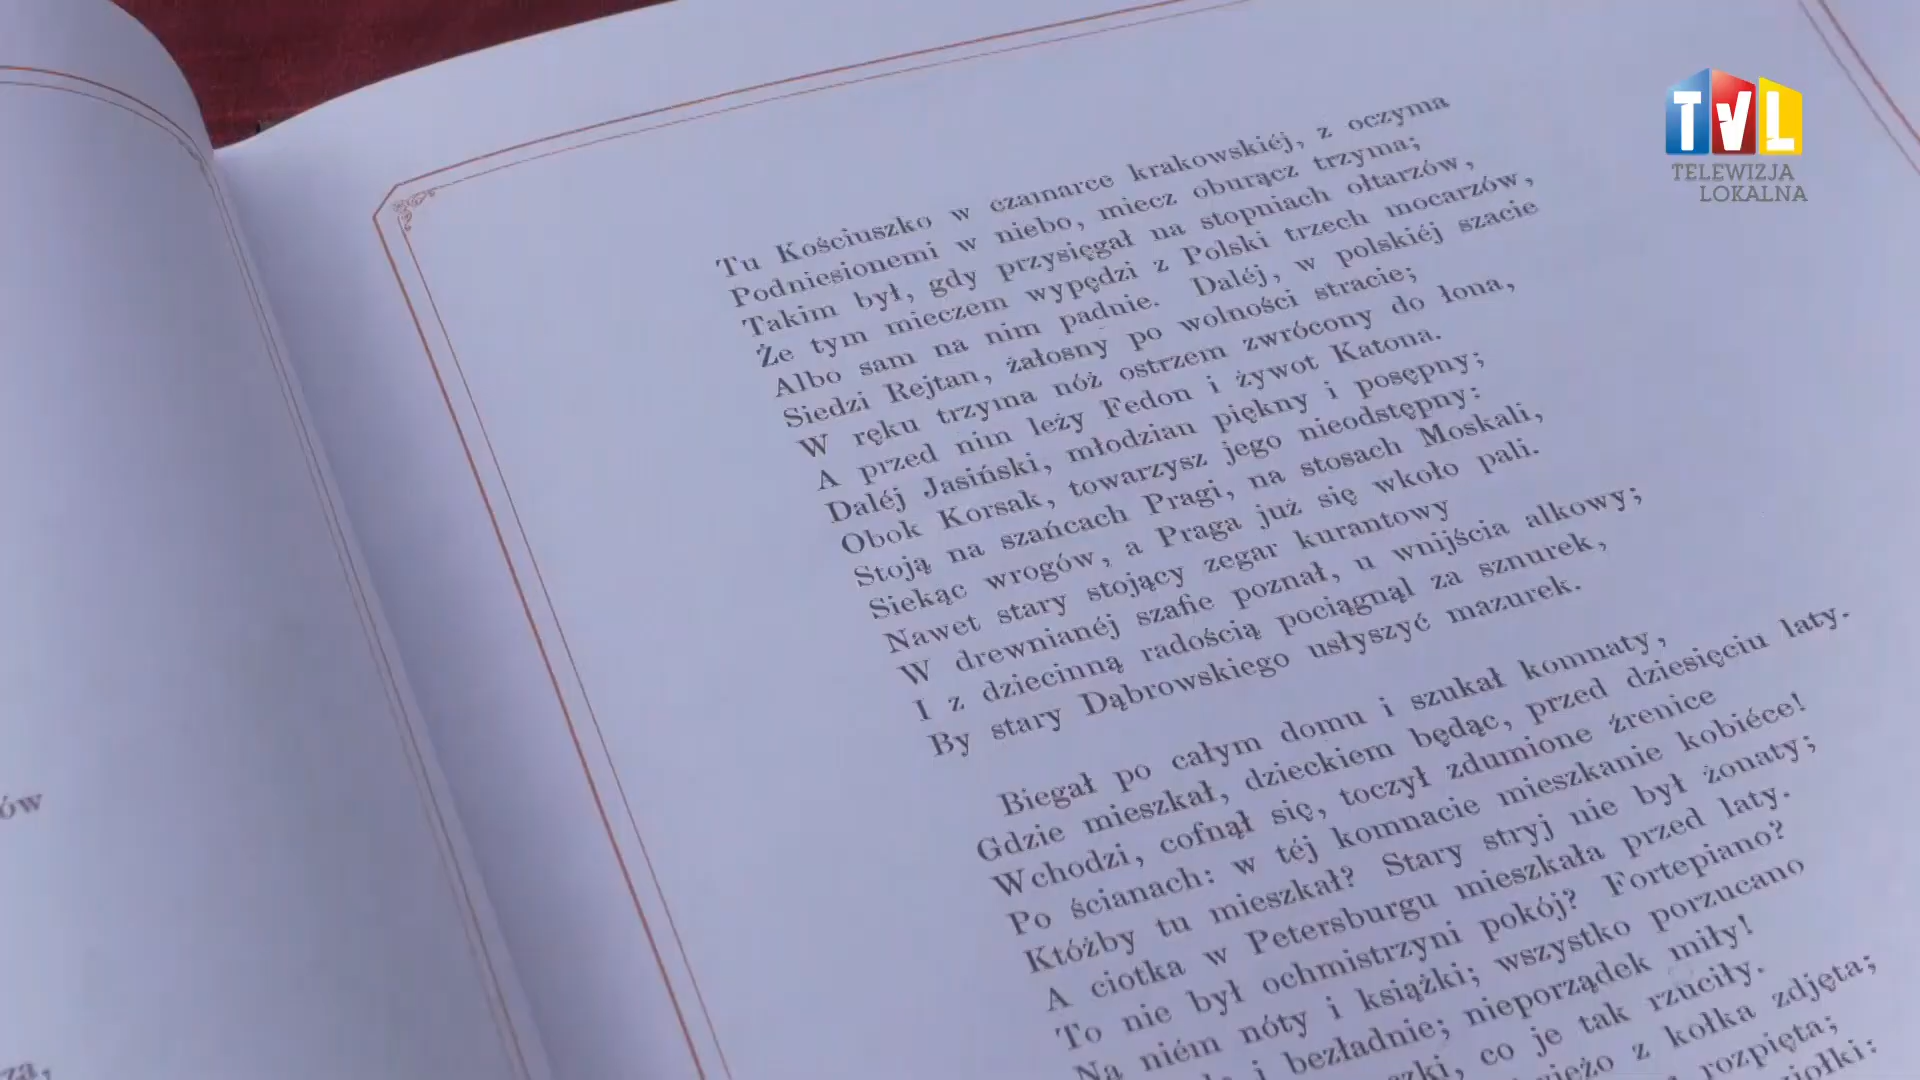 TVL
TELEWIZJA
LOKALNA
Tu Kościuszko w czamarce krakowskiéj, z oczyma
Podniesionemi w niebo, miecz oburącz trzyma;
Takim był, gdy przysięgał na stopniach ołtarzów,
Że tym mieczem wypędzi z Polski trzech mocarzów,
Albo sam na nim padnie. Daléj, w polskiéj szacie
Siedzi Rejtan, żałosny po wolności stracie;
W ręku trzyma nóż ostrzem zwrócony do łona,
A przed nim leży Fedon i żywot Katona.
Daléj Jasiński, młodzian piękny i posępny;
Obok Korsak, towarzysz jego nieodstępny:
Stoją na szańcach Pragi, na stosach Moskali,
Siekąc wrogów, a Praga już się wkoło pali.
Nawet stary stojący zegar kurantowy
W drewnianéj szafie poznał, u wnijścia alkowy;
I z dziecinną radością pociągnął za sznurek,
By stary Dąbrowskiego usłyszyć mazurek.
Biegał po całym domu i szukał komnaty,
Gdzie mieszkał, dzieckiem będąc, przed dziesięciu laty.
Wchodzi, cofnął się, toczył zdumione źrenice
Po ścianach: w téj komnacie mieszkanie kobiéce!
Któżby tu mieszkał? Stary stryj nie był żonaty;
A ciotka w Petersburgu mieszkała przed laty.
To nie był ochmistrzyni pokój? Fortepiano?
Na niém nóty i książki; wszystko porzucano
i bezładnie; nieporządek miły!
co je tak rzuciły.
z kołka zdjęta;
rozpięta;
ów